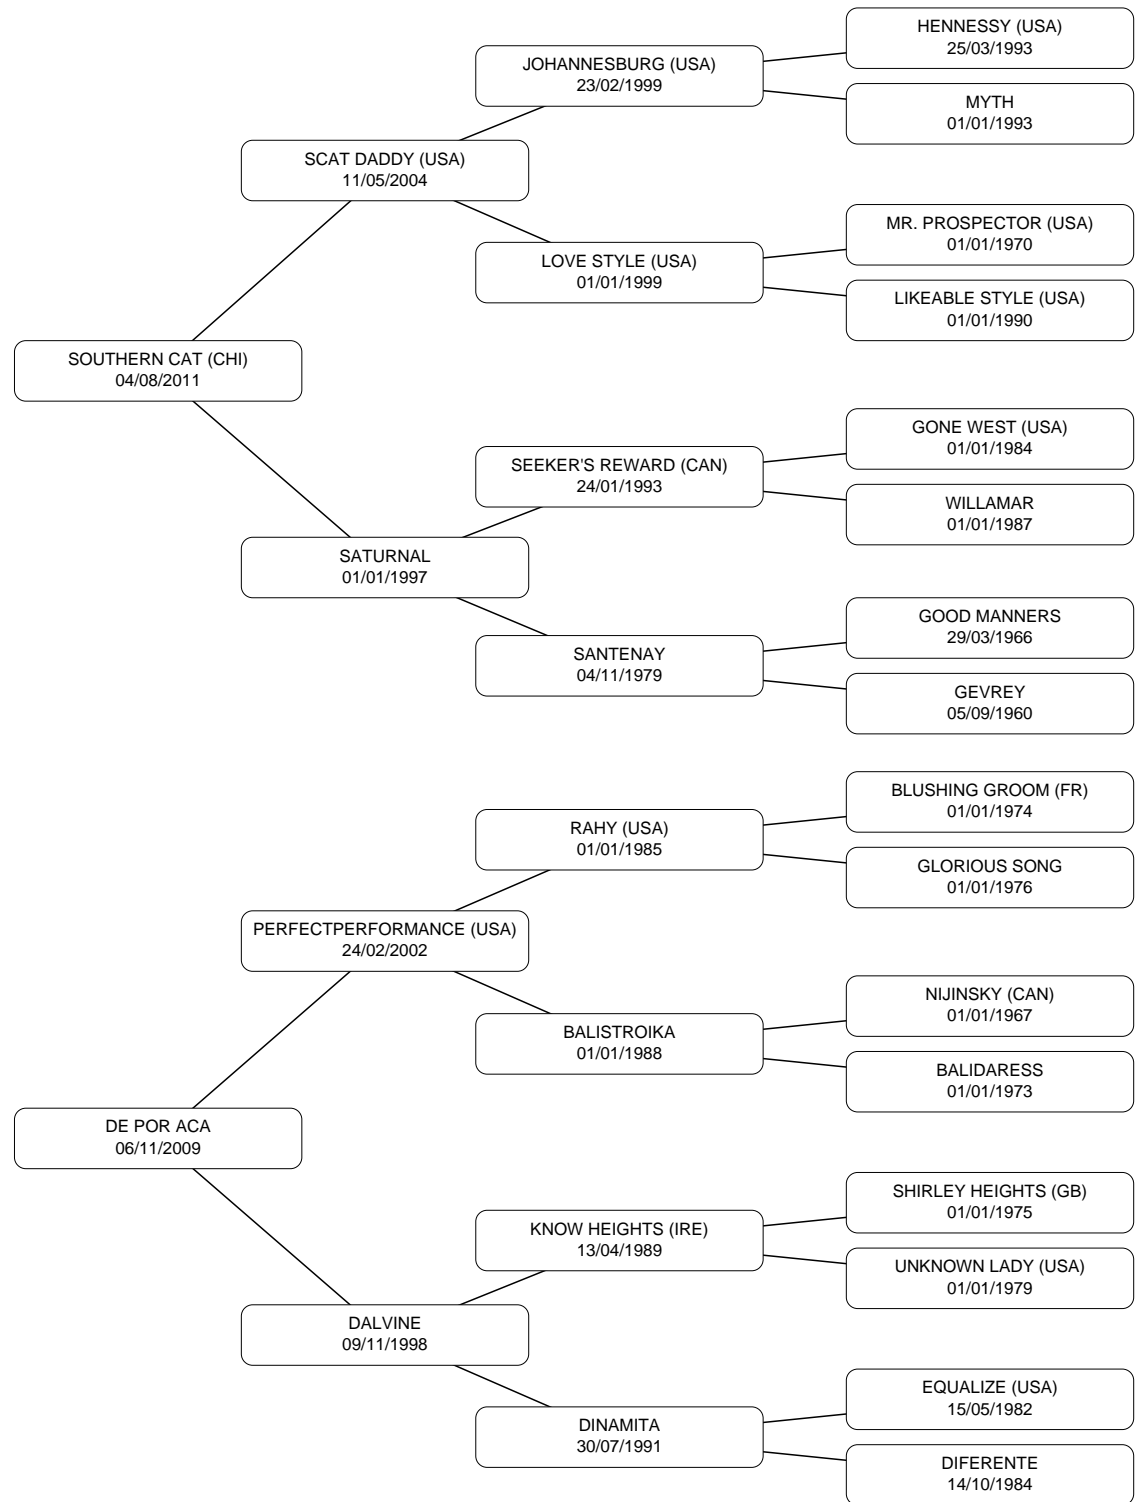 HENNESSY (USA)
25/03/1993
JOHANNESBURG (USA)
23/02/1999
MYTH
01/01/1993
SCAT DADDY (USA)
11/05/2004
MR. PROSPECTOR (USA)
01/01/1970
LOVE STYLE (USA)
01/01/1999
LIKEABLE STYLE (USA)
01/01/1990
SOUTHERN CAT (CHI)
04/08/2011
GONE WEST (USA)
01/01/1984
SEEKER'S REWARD (CAN)
24/01/1993
WILLAMAR
01/01/1987
SATURNAL
01/01/1997
GOOD MANNERS
29/03/1966
SANTENAY
04/11/1979
GEVREY
05/09/1960
BLUSHING GROOM (FR)
01/01/1974
RAHY (USA)
01/01/1985
GLORIOUS SONG
01/01/1976
PERFECTPERFORMANCE (USA)
24/02/2002
NIJINSKY (CAN)
01/01/1967
BALISTROIKA
01/01/1988
BALIDARESS
01/01/1973
DE POR ACA
06/11/2009
SHIRLEY HEIGHTS (GB)
01/01/1975
KNOW HEIGHTS (IRE)
13/04/1989
UNKNOWN LADY (USA)
01/01/1979
DALVINE
09/11/1998
EQUALIZE (USA)
15/05/1982
DINAMITA
30/07/1991
DIFERENTE
14/10/1984